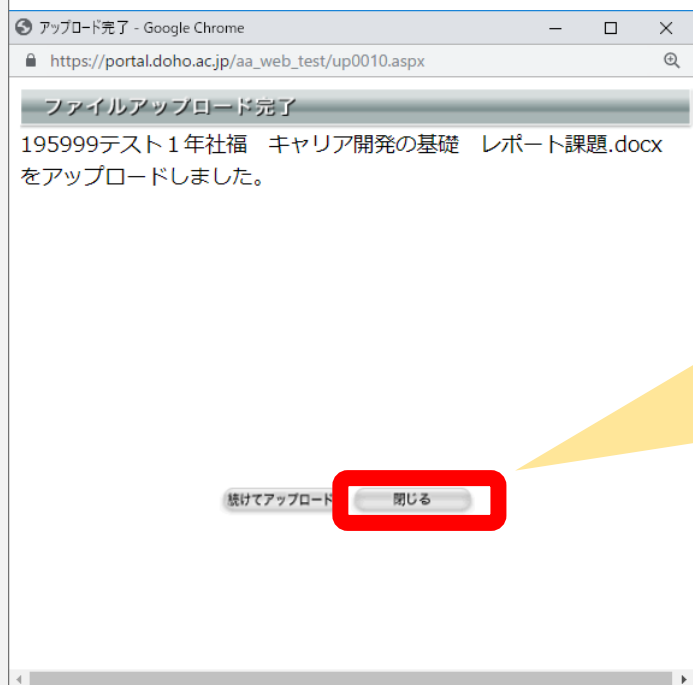 アップロード完了 - Google Chrome
https://portal.doho.ac.jp/aa_web_test/up0010.aspx
ファイルアップロード完了
195999テスト１年社福　キャリア開発の基礎　レポート課題.docx
をアップロードしました。
続けてアップロード
閉じる